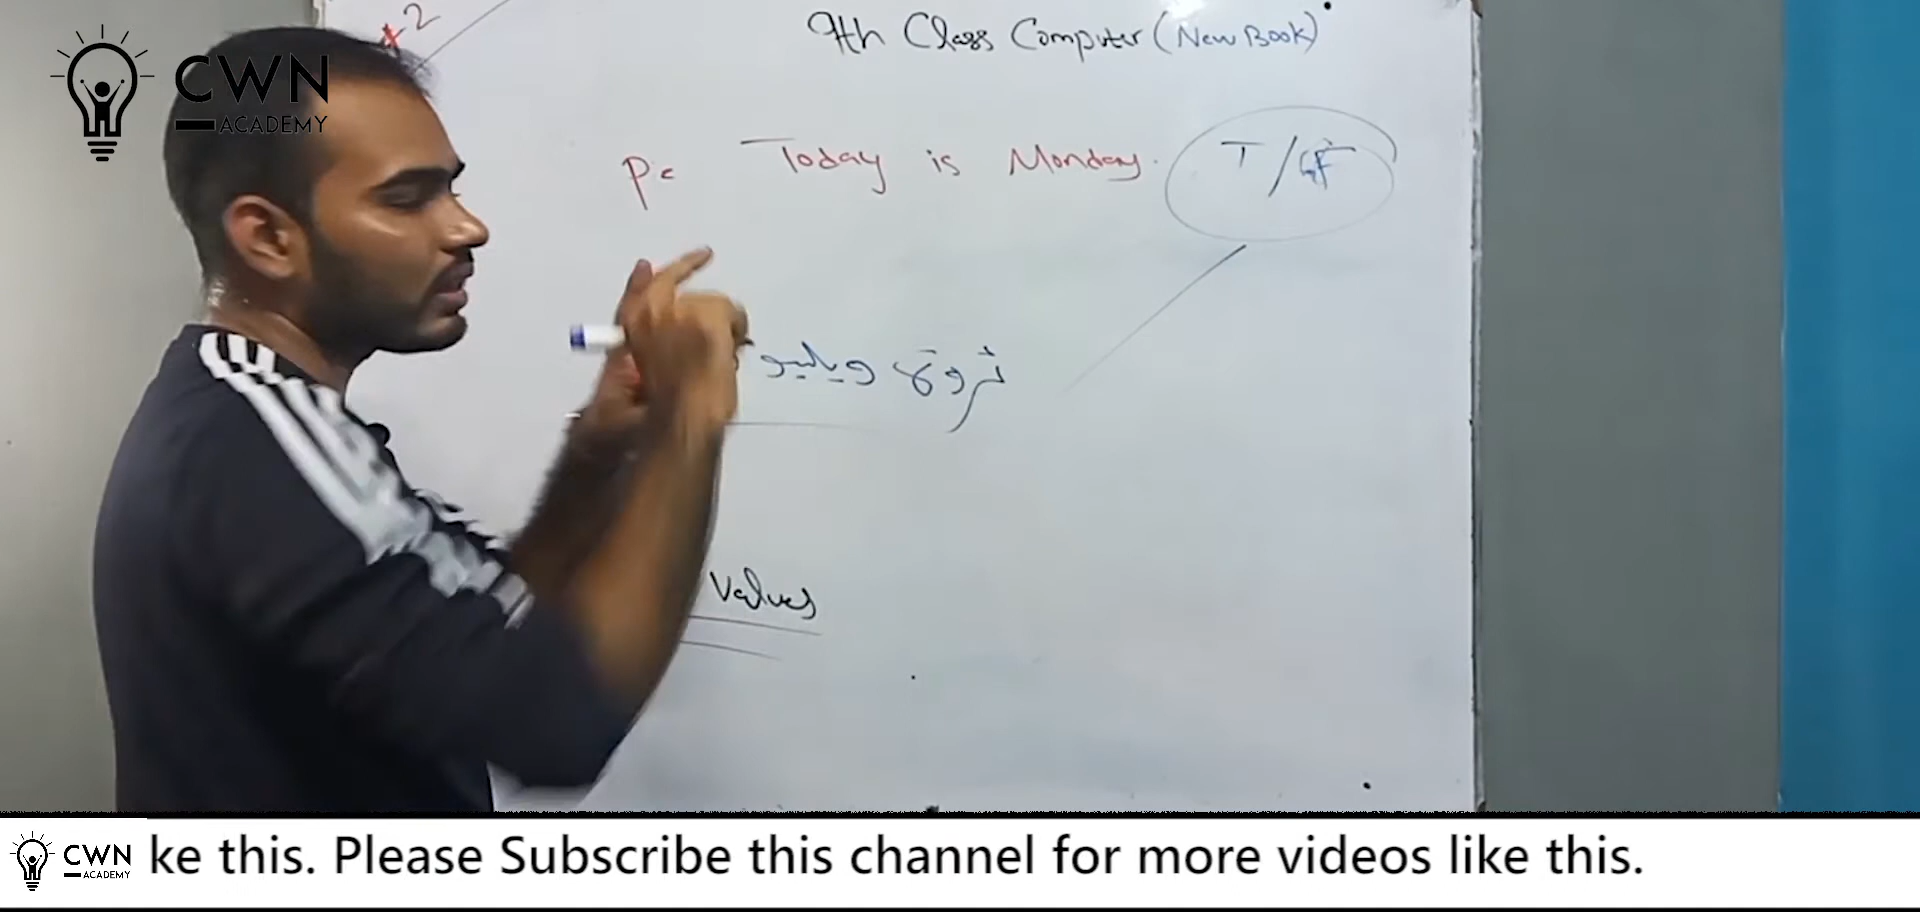 CWN
ACADEMY
2
9th Class Computer (New Book)
P= Today is Monday. T/F
ویلیو
Values
CWN
ACADEMY
ke this. Please Subscribe this channel for more videos like this.